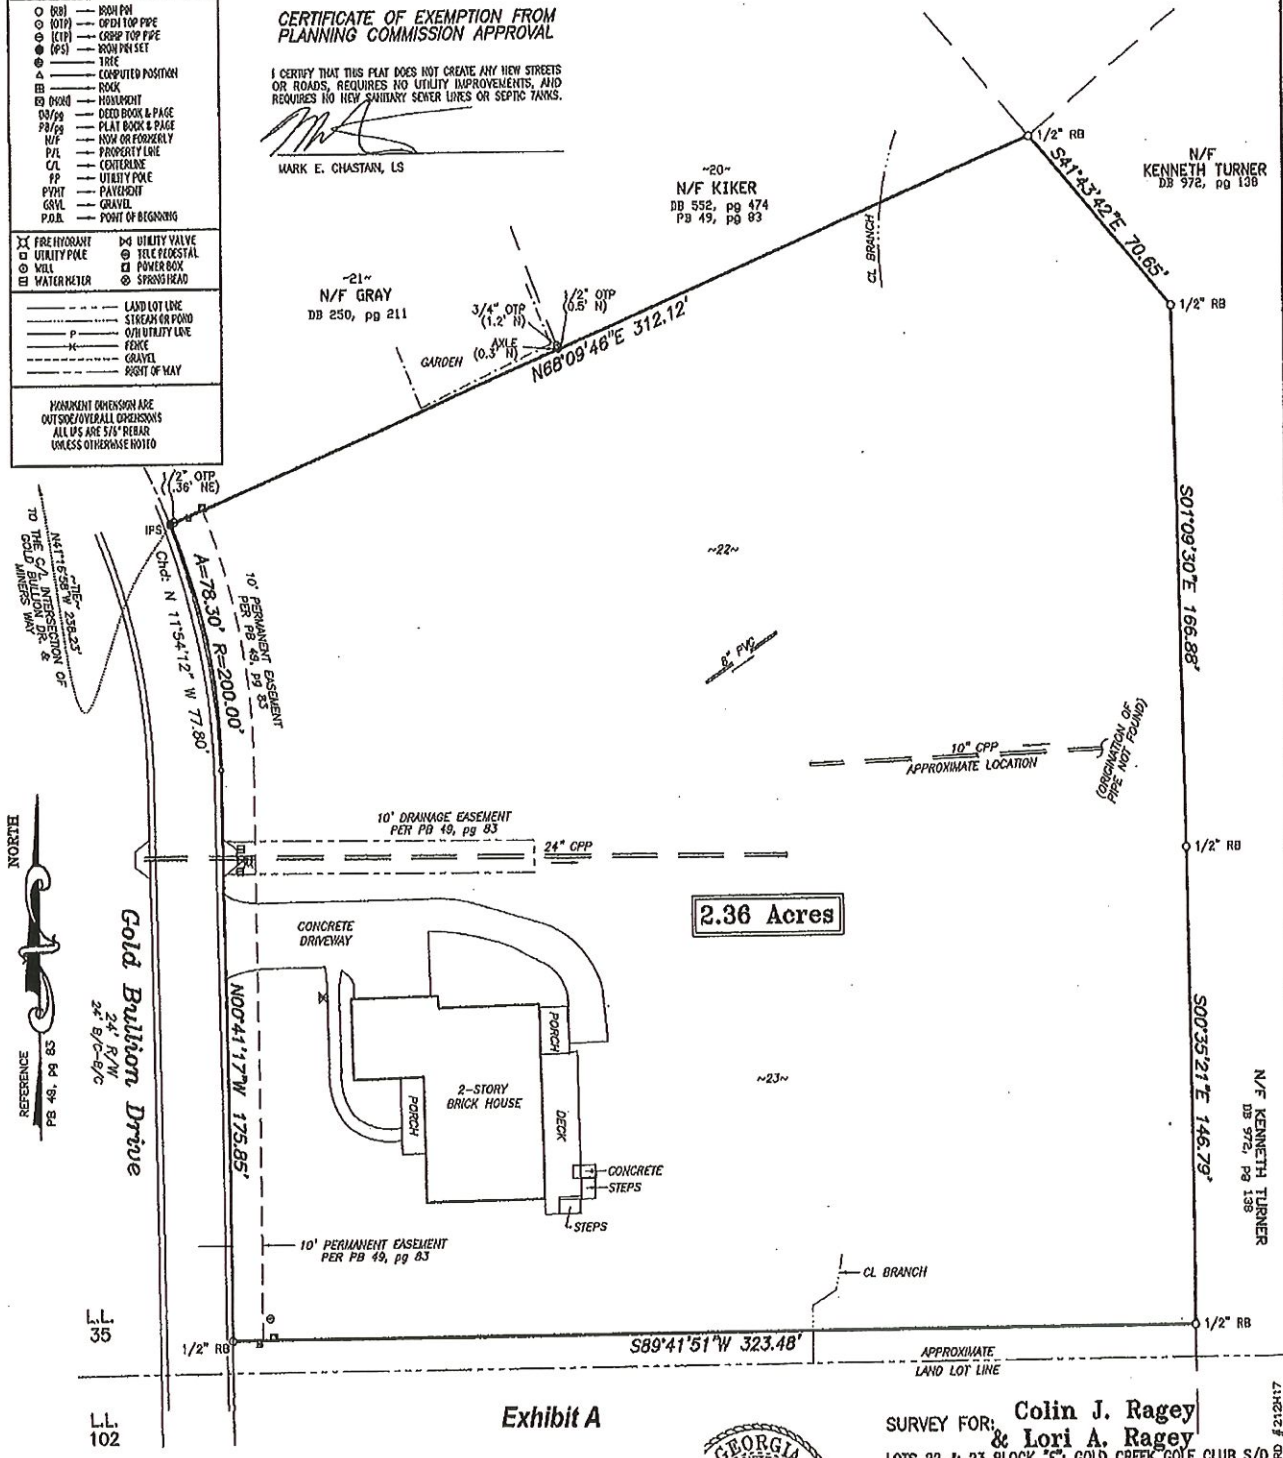 (RB) IRON PIN
(OTP) OPEN TOP PIPE
(CTP) CRIMP TOP PIPE
(IPS) IRON PIN SET
TREE
COMPUTED POSITION
ROCK
(MON) MONUMENT
DB/pg DEED BOOK & PAGE
PB/pg PLAT BOOK & PAGE
N/F NOW OR FORMERLY
P/L PROPERTY LINE
C/L CENTERLINE
PP UTILITY POLE
PVMT PAVEMENT
GRVL GRAVEL
P.O.B. POINT OF BEGINNING
FIRE HYDRANT UTILITY VALVE
UTILITY POLE TELE PEDESTAL
WELL POWER BOX
WATER METER SPRING HEAD
LAND LOT LINE
STREAM OR POND
P O/H UTILITY LINE
X FENCE
GRAVEL
RIGHT OF WAY
MONUMENT DIMENSION ARE
OUTSIDE/OVERALL DIMENSIONS
ALL IPS ARE 5/8" REBAR
UNLESS OTHERWISE NOTED
CERTIFICATE OF EXEMPTION FROM
PLANNING COMMISSION APPROVAL
I CERTIFY THAT THIS PLAT DOES NOT CREATE ANY NEW STREETS
OR ROADS, REQUIRES NO UTILITY IMPROVEMENTS, AND
REQUIRES NO NEW SANITARY SEWER LINES OR SEPTIC TANKS.
MARK E. CHASTAIN, LS
~20~
N/F KIKER
DB 552, pg 474
PB 49, pg 83
CL BRANCH
1/2" RB
N/F
KENNETH TURNER
DB 972, pg 138
S41°43'42"E 70.65'
1/2" RB
~21~
N/F GRAY
DB 250, pg 211
3/4" OTP
(1.2' N)
1/2" OTP
(0.5' N)
AXLE
(0.3' N)
GARDEN
N66°09'46"E 312.12'
1/2" OTP
(.36' NE)
IPS
~TIE~
N41°16'58"W 236.23'
TO THE C/L INTERSECTION OF
GOLD BULLION DR. &
MINERS WAY
Chd: N 11°54'12" W 77.80'
A=78.30' R=200.00'
10' PERMANENT EASEMENT
PER PB 49, pg 83
~22~
8" PVC
S01°09'30"E 166.88'
10" CPP
APPROXIMATE LOCATION
(ORIGINATION OF
PIPE NOT FOUND)
10' DRAINAGE EASEMENT
PER PB 49, pg 83
24" CPP
1/2" RB
NORTH
REFERENCE
PB 49, pg 83
Gold Bullion Drive
24' R/W
24' B/C-B/C
2.36 Acres
CONCRETE
DRIVEWAY
N00°41'17"W 175.85'
PORCH
2-STORY
BRICK HOUSE
PORCH
DECK
~23~
CONCRETE
STEPS
STEPS
S00°35'21"E 146.79'
N/F KENNETH TURNER
DB 972, pg 138
10' PERMANENT EASEMENT
PER PB 49, pg 83
CL BRANCH
L.L.
35
1/2" RB
S89°41'51"W 323.48'
1/2" RB
APPROXIMATE
LAND LOT LINE
L.L.
102
Exhibit A
GEORGIA
SURVEY FOR: Colin J. Ragey
& Lori A. Ragey
LOTS 22 & 23 BLOCK "C", GOLD CREEK GOLF CLUB S/D